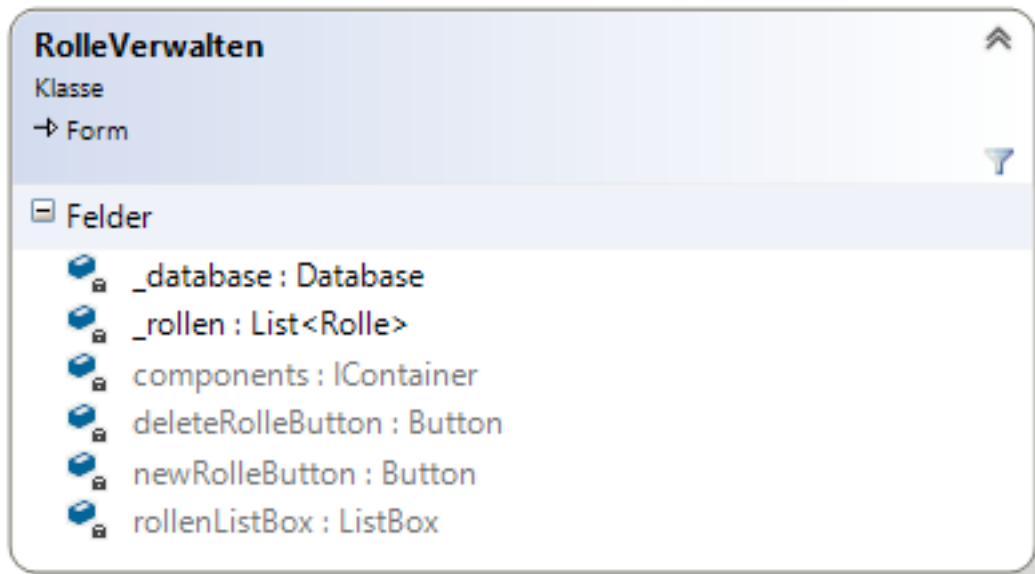 RolleVerwalten
Klasse
Form
Felder
_database : Database
_rollen : List<Rolle>
components : IContainer
deleteRolleButton : Button
newRolleButton : Button
rollenListBox : ListBox